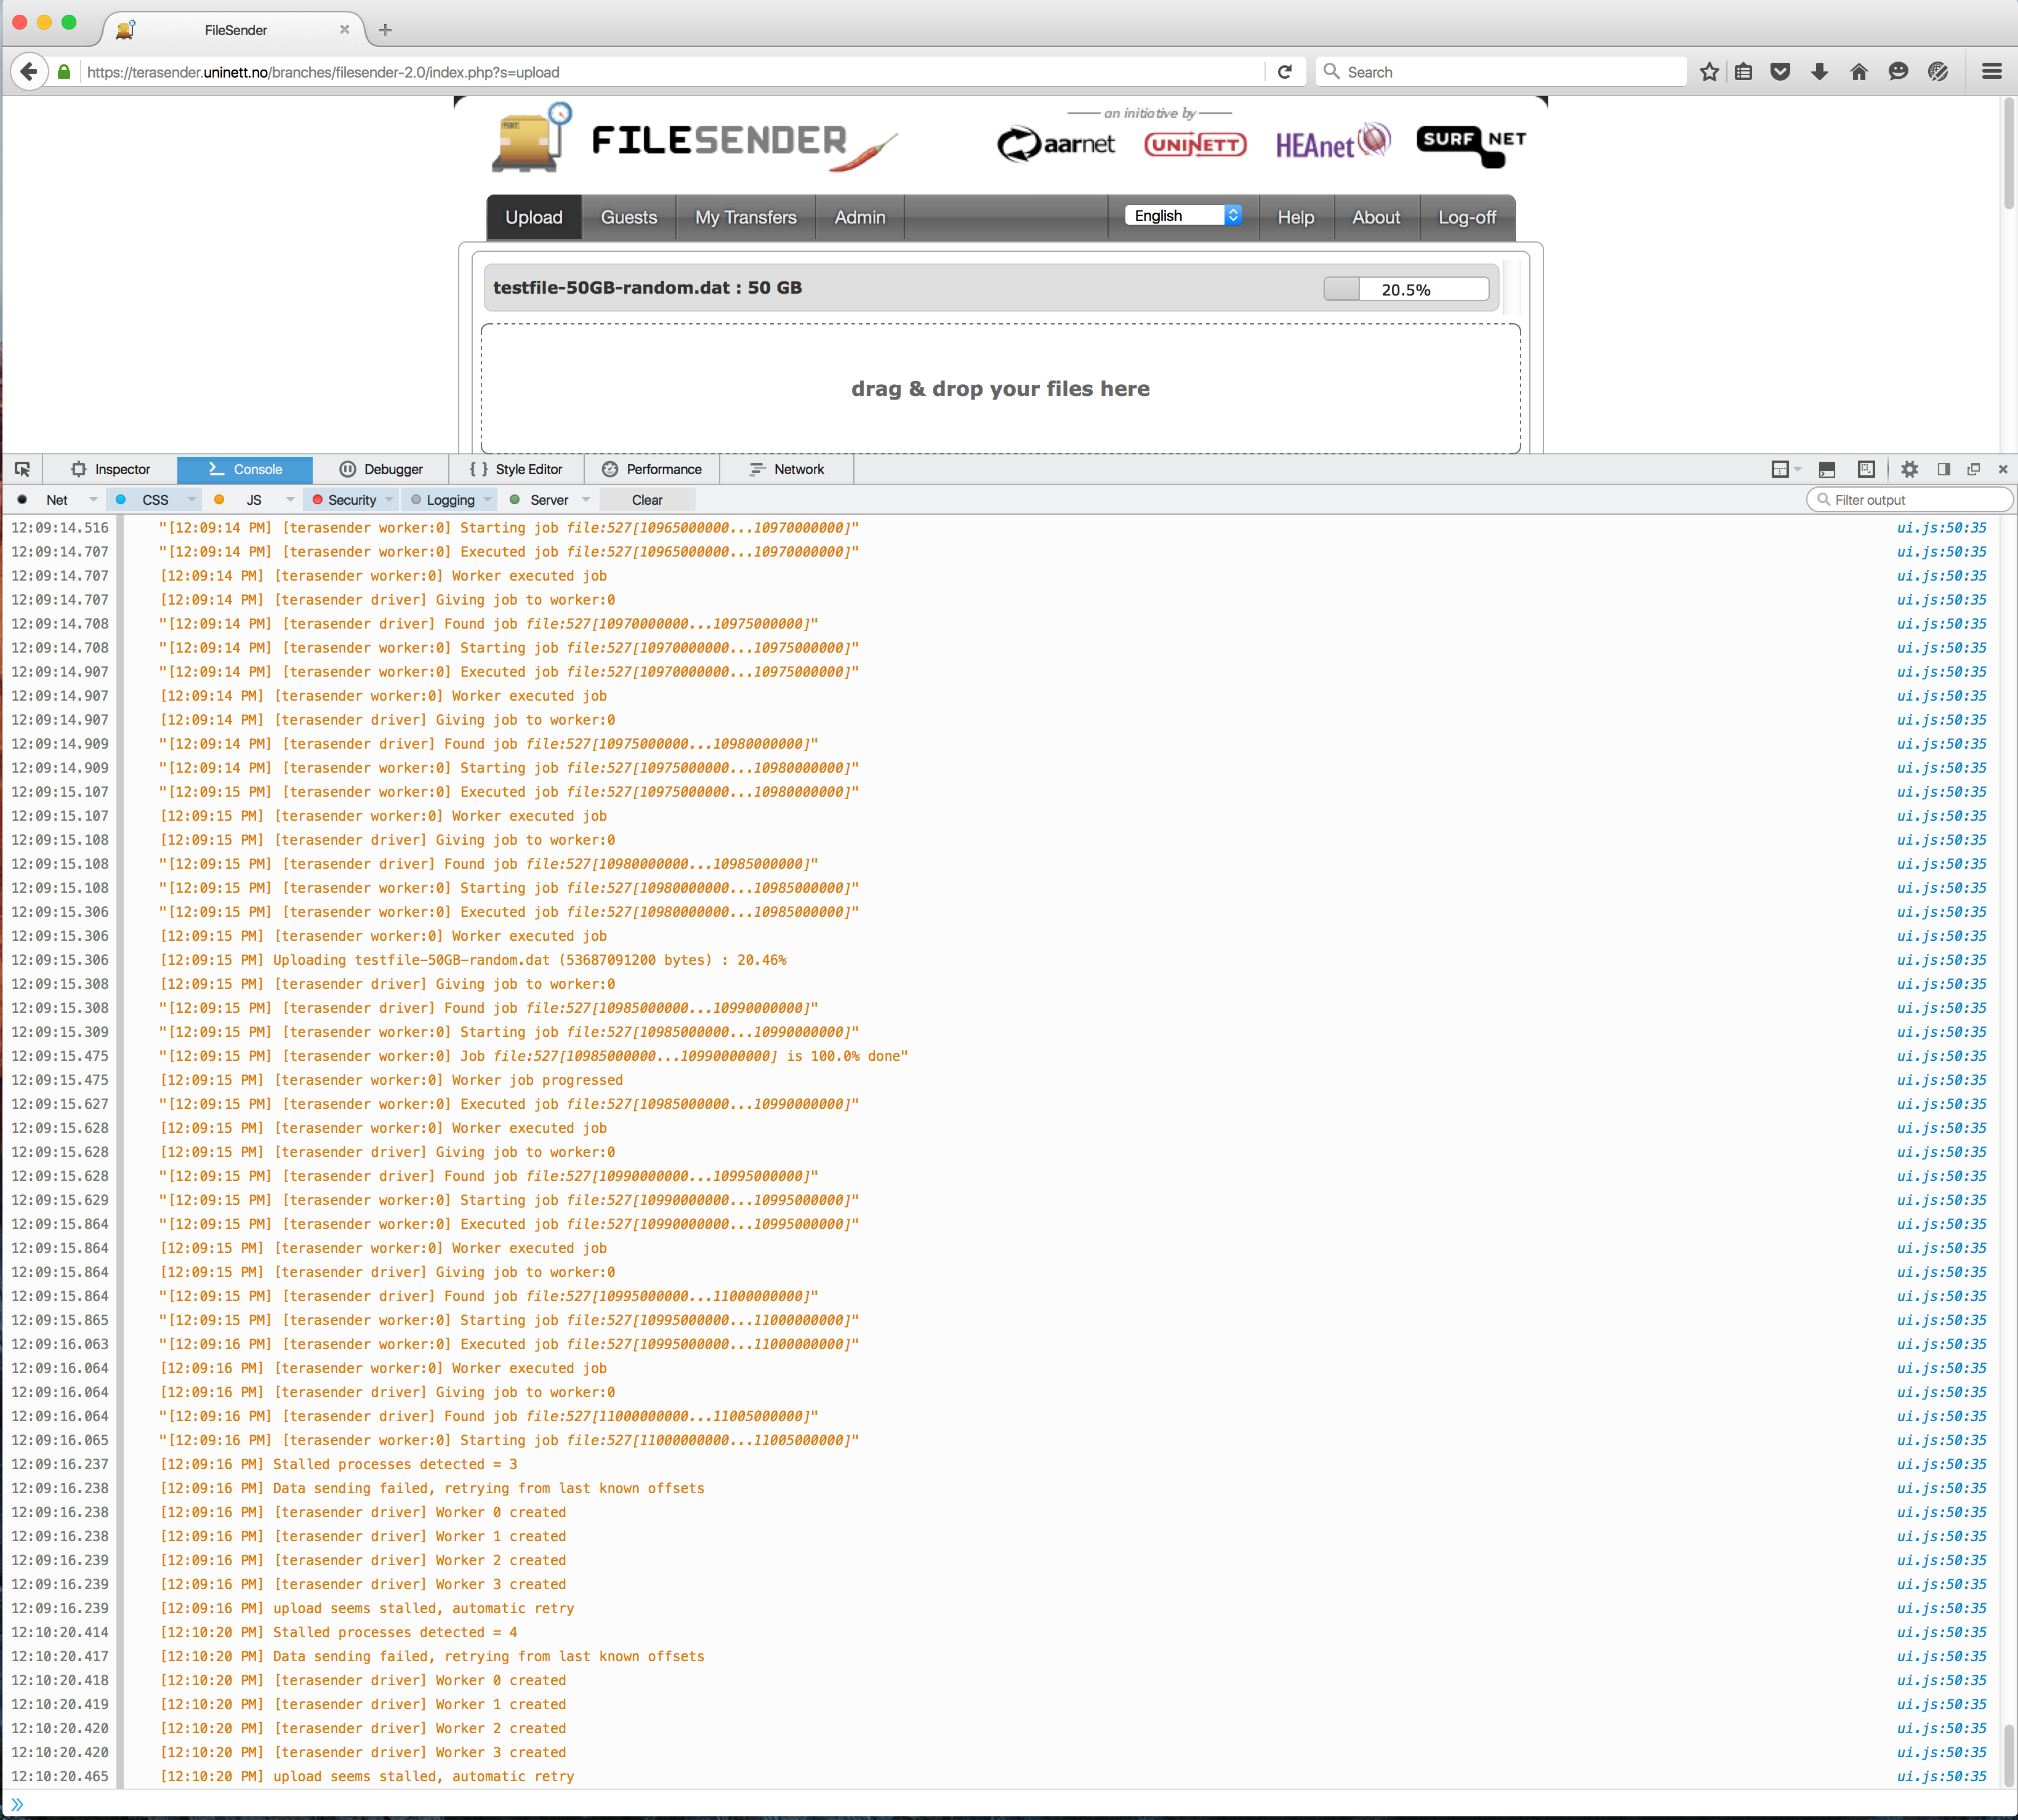 FileSender
https://terasender.uninett.no/branches/filesender-2.0/index.php?s=upload
Search
FILESENDER
an initiative by
aarnet
UNINETT
HEAnet
SURF NET
Upload
Guests
My Transfers
Admin
English
Help
About
Log-off
testfile-50GB-random.dat : 50 GB
20.5%
drag & drop your files here
Inspector
Console
Debugger
{ } Style Editor
Performance
Network
Net
CSS
JS
Security
Logging
Server
Clear
Filter output
12:09:14.516 "[12:09:14 PM] [terasender worker:0] Starting job file:527[10965000000...10970000000]" ui.js:50:35
12:09:14.707 "[12:09:14 PM] [terasender worker:0] Executed job file:527[10965000000...10970000000]" ui.js:50:35
12:09:14.707 [12:09:14 PM] [terasender worker:0] Worker executed job ui.js:50:35
12:09:14.707 [12:09:14 PM] [terasender driver] Giving job to worker:0 ui.js:50:35
12:09:14.708 "[12:09:14 PM] [terasender driver] Found job file:527[10970000000...10975000000]" ui.js:50:35
12:09:14.708 "[12:09:14 PM] [terasender worker:0] Starting job file:527[10970000000...10975000000]" ui.js:50:35
12:09:14.907 "[12:09:14 PM] [terasender worker:0] Executed job file:527[10970000000...10975000000]" ui.js:50:35
12:09:14.907 [12:09:14 PM] [terasender worker:0] Worker executed job ui.js:50:35
12:09:14.907 [12:09:14 PM] [terasender driver] Giving job to worker:0 ui.js:50:35
12:09:14.909 "[12:09:14 PM] [terasender driver] Found job file:527[10975000000...10980000000]" ui.js:50:35
12:09:14.909 "[12:09:14 PM] [terasender worker:0] Starting job file:527[10975000000...10980000000]" ui.js:50:35
12:09:15.107 "[12:09:15 PM] [terasender worker:0] Executed job file:527[10975000000...10980000000]" ui.js:50:35
12:09:15.107 [12:09:15 PM] [terasender worker:0] Worker executed job ui.js:50:35
12:09:15.108 [12:09:15 PM] [terasender driver] Giving job to worker:0 ui.js:50:35
12:09:15.108 "[12:09:15 PM] [terasender driver] Found job file:527[10980000000...10985000000]" ui.js:50:35
12:09:15.108 "[12:09:15 PM] [terasender worker:0] Starting job file:527[10980000000...10985000000]" ui.js:50:35
12:09:15.306 "[12:09:15 PM] [terasender worker:0] Executed job file:527[10980000000...10985000000]" ui.js:50:35
12:09:15.306 [12:09:15 PM] [terasender worker:0] Worker executed job ui.js:50:35
12:09:15.306 [12:09:15 PM] Uploading testfile-50GB-random.dat (53687091200 bytes) : 20.46% ui.js:50:35
12:09:15.308 [12:09:15 PM] [terasender driver] Giving job to worker:0 ui.js:50:35
12:09:15.308 "[12:09:15 PM] [terasender driver] Found job file:527[10985000000...10990000000]" ui.js:50:35
12:09:15.309 "[12:09:15 PM] [terasender worker:0] Starting job file:527[10985000000...10990000000]" ui.js:50:35
12:09:15.475 "[12:09:15 PM] [terasender worker:0] Job file:527[10985000000...10990000000] is 100.0% done" ui.js:50:35
12:09:15.475 [12:09:15 PM] [terasender worker:0] Worker job progressed ui.js:50:35
12:09:15.627 "[12:09:15 PM] [terasender worker:0] Executed job file:527[10985000000...10990000000]" ui.js:50:35
12:09:15.628 [12:09:15 PM] [terasender worker:0] Worker executed job ui.js:50:35
12:09:15.628 [12:09:15 PM] [terasender driver] Giving job to worker:0 ui.js:50:35
12:09:15.628 "[12:09:15 PM] [terasender driver] Found job file:527[10990000000...10995000000]" ui.js:50:35
12:09:15.629 "[12:09:15 PM] [terasender worker:0] Starting job file:527[10990000000...10995000000]" ui.js:50:35
12:09:15.864 "[12:09:15 PM] [terasender worker:0] Executed job file:527[10990000000...10995000000]" ui.js:50:35
12:09:15.864 [12:09:15 PM] [terasender worker:0] Worker executed job ui.js:50:35
12:09:15.864 [12:09:15 PM] [terasender driver] Giving job to worker:0 ui.js:50:35
12:09:15.864 "[12:09:15 PM] [terasender driver] Found job file:527[10995000000...11000000000]" ui.js:50:35
12:09:15.865 "[12:09:15 PM] [terasender worker:0] Starting job file:527[10995000000...11000000000]" ui.js:50:35
12:09:16.063 "[12:09:16 PM] [terasender worker:0] Executed job file:527[10995000000...11000000000]" ui.js:50:35
12:09:16.064 [12:09:16 PM] [terasender worker:0] Worker executed job ui.js:50:35
12:09:16.064 [12:09:16 PM] [terasender driver] Giving job to worker:0 ui.js:50:35
12:09:16.064 "[12:09:16 PM] [terasender driver] Found job file:527[11000000000...11005000000]" ui.js:50:35
12:09:16.065 "[12:09:16 PM] [terasender worker:0] Starting job file:527[11000000000...11005000000]" ui.js:50:35
12:09:16.237 [12:09:16 PM] Stalled processes detected = 3 ui.js:50:35
12:09:16.238 [12:09:16 PM] Data sending failed, retrying from last known offsets ui.js:50:35
12:09:16.238 [12:09:16 PM] [terasender driver] Worker 0 created ui.js:50:35
12:09:16.238 [12:09:16 PM] [terasender driver] Worker 1 created ui.js:50:35
12:09:16.239 [12:09:16 PM] [terasender driver] Worker 2 created ui.js:50:35
12:09:16.239 [12:09:16 PM] [terasender driver] Worker 3 created ui.js:50:35
12:09:16.239 [12:09:16 PM] upload seems stalled, automatic retry ui.js:50:35
12:10:20.414 [12:10:20 PM] Stalled processes detected = 4 ui.js:50:35
12:10:20.417 [12:10:20 PM] Data sending failed, retrying from last known offsets ui.js:50:35
12:10:20.418 [12:10:20 PM] [terasender driver] Worker 0 created ui.js:50:35
12:10:20.419 [12:10:20 PM] [terasender driver] Worker 1 created ui.js:50:35
12:10:20.420 [12:10:20 PM] [terasender driver] Worker 2 created ui.js:50:35
12:10:20.420 [12:10:20 PM] [terasender driver] Worker 3 created ui.js:50:35
12:10:20.465 [12:10:20 PM] upload seems stalled, automatic retry ui.js:50:35